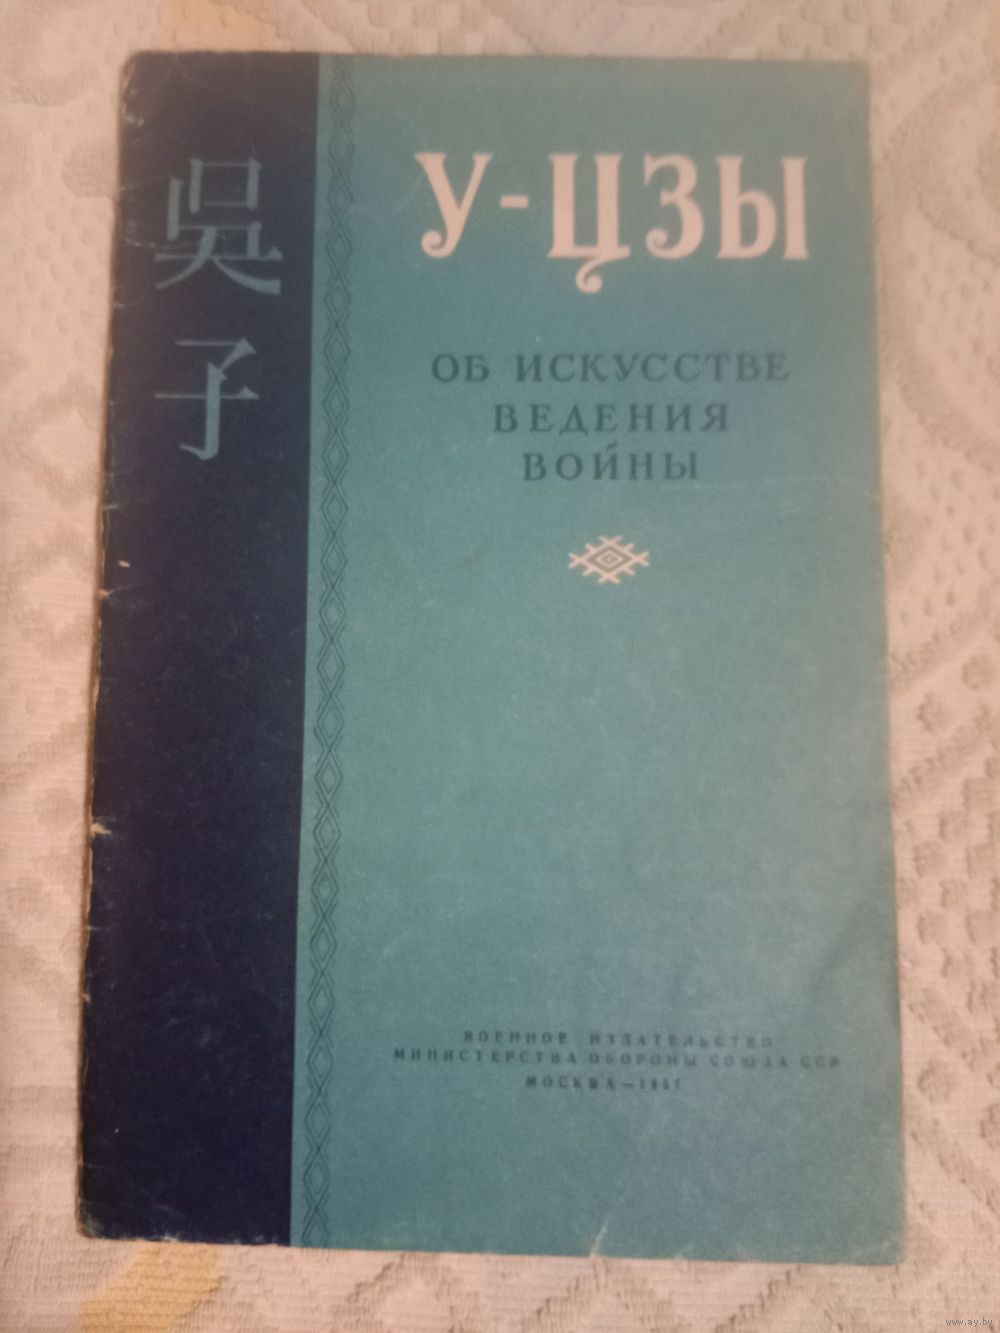 吳子
У-ЦЗЫ
ОБ ИСКУССТВЕ
ВЕДЕНИЯ
ВОЙНЫ
ВОЕННОЕ ИЗДАТЕЛЬСТВО
МИНИСТЕРСТВА ОБОРОНЫ СОЮЗА ССР
МОСКВА —
www.ay.by